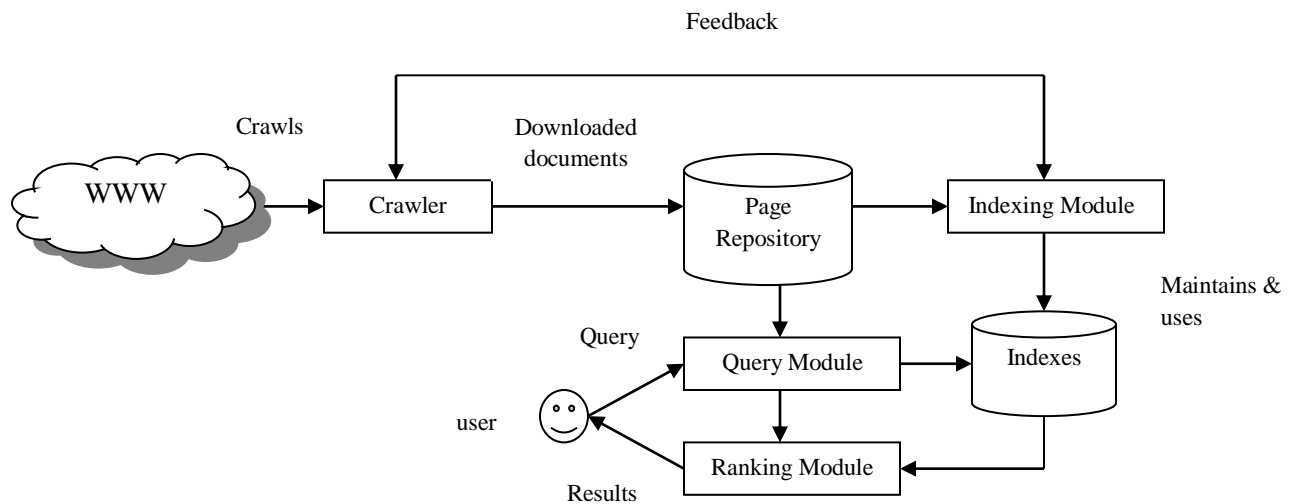 Feedback
Crawls
Downloaded
documents
WWW
Crawler
Page
Repository
Indexing Module
Maintains &
uses
Query
Query Module
Indexes
user
Ranking Module
Results